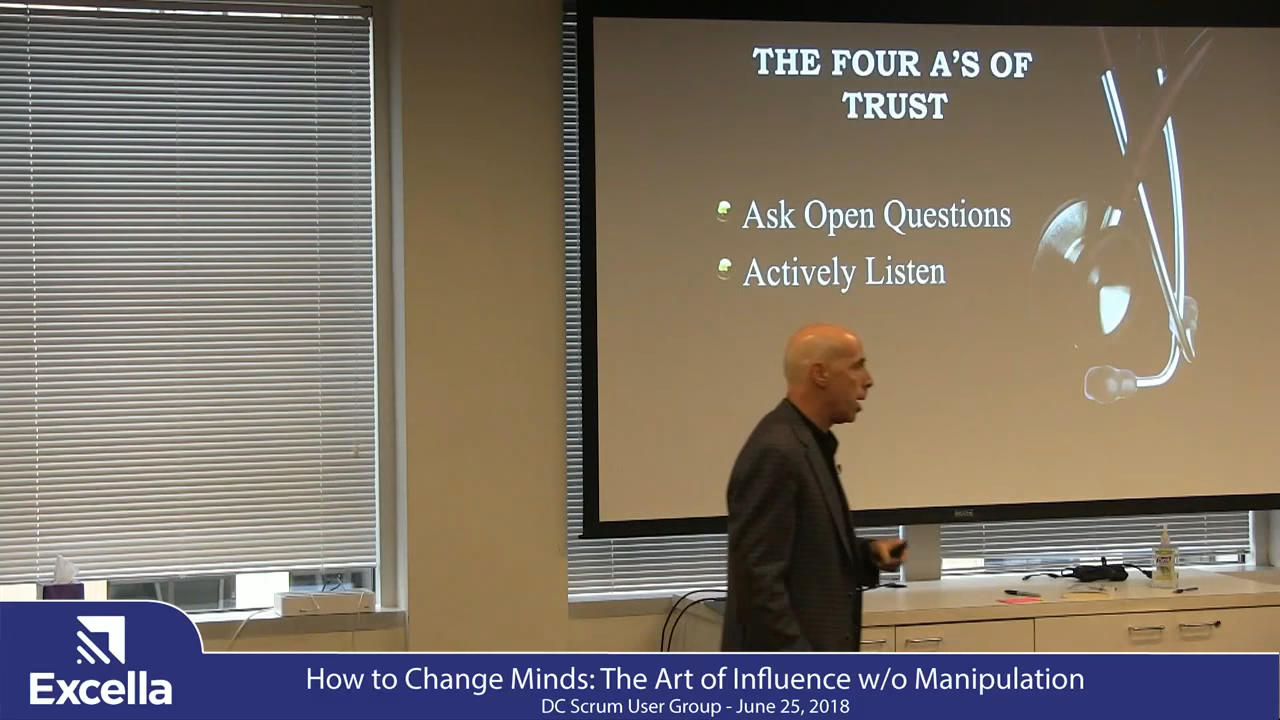 THE FOUR A'S OF
TRUST
Ask Open Questions
Actively Listen
Excella
How to Change Minds: The Art of Influence w/o Manipulation
DC Scrum User Group - June 25, 2018